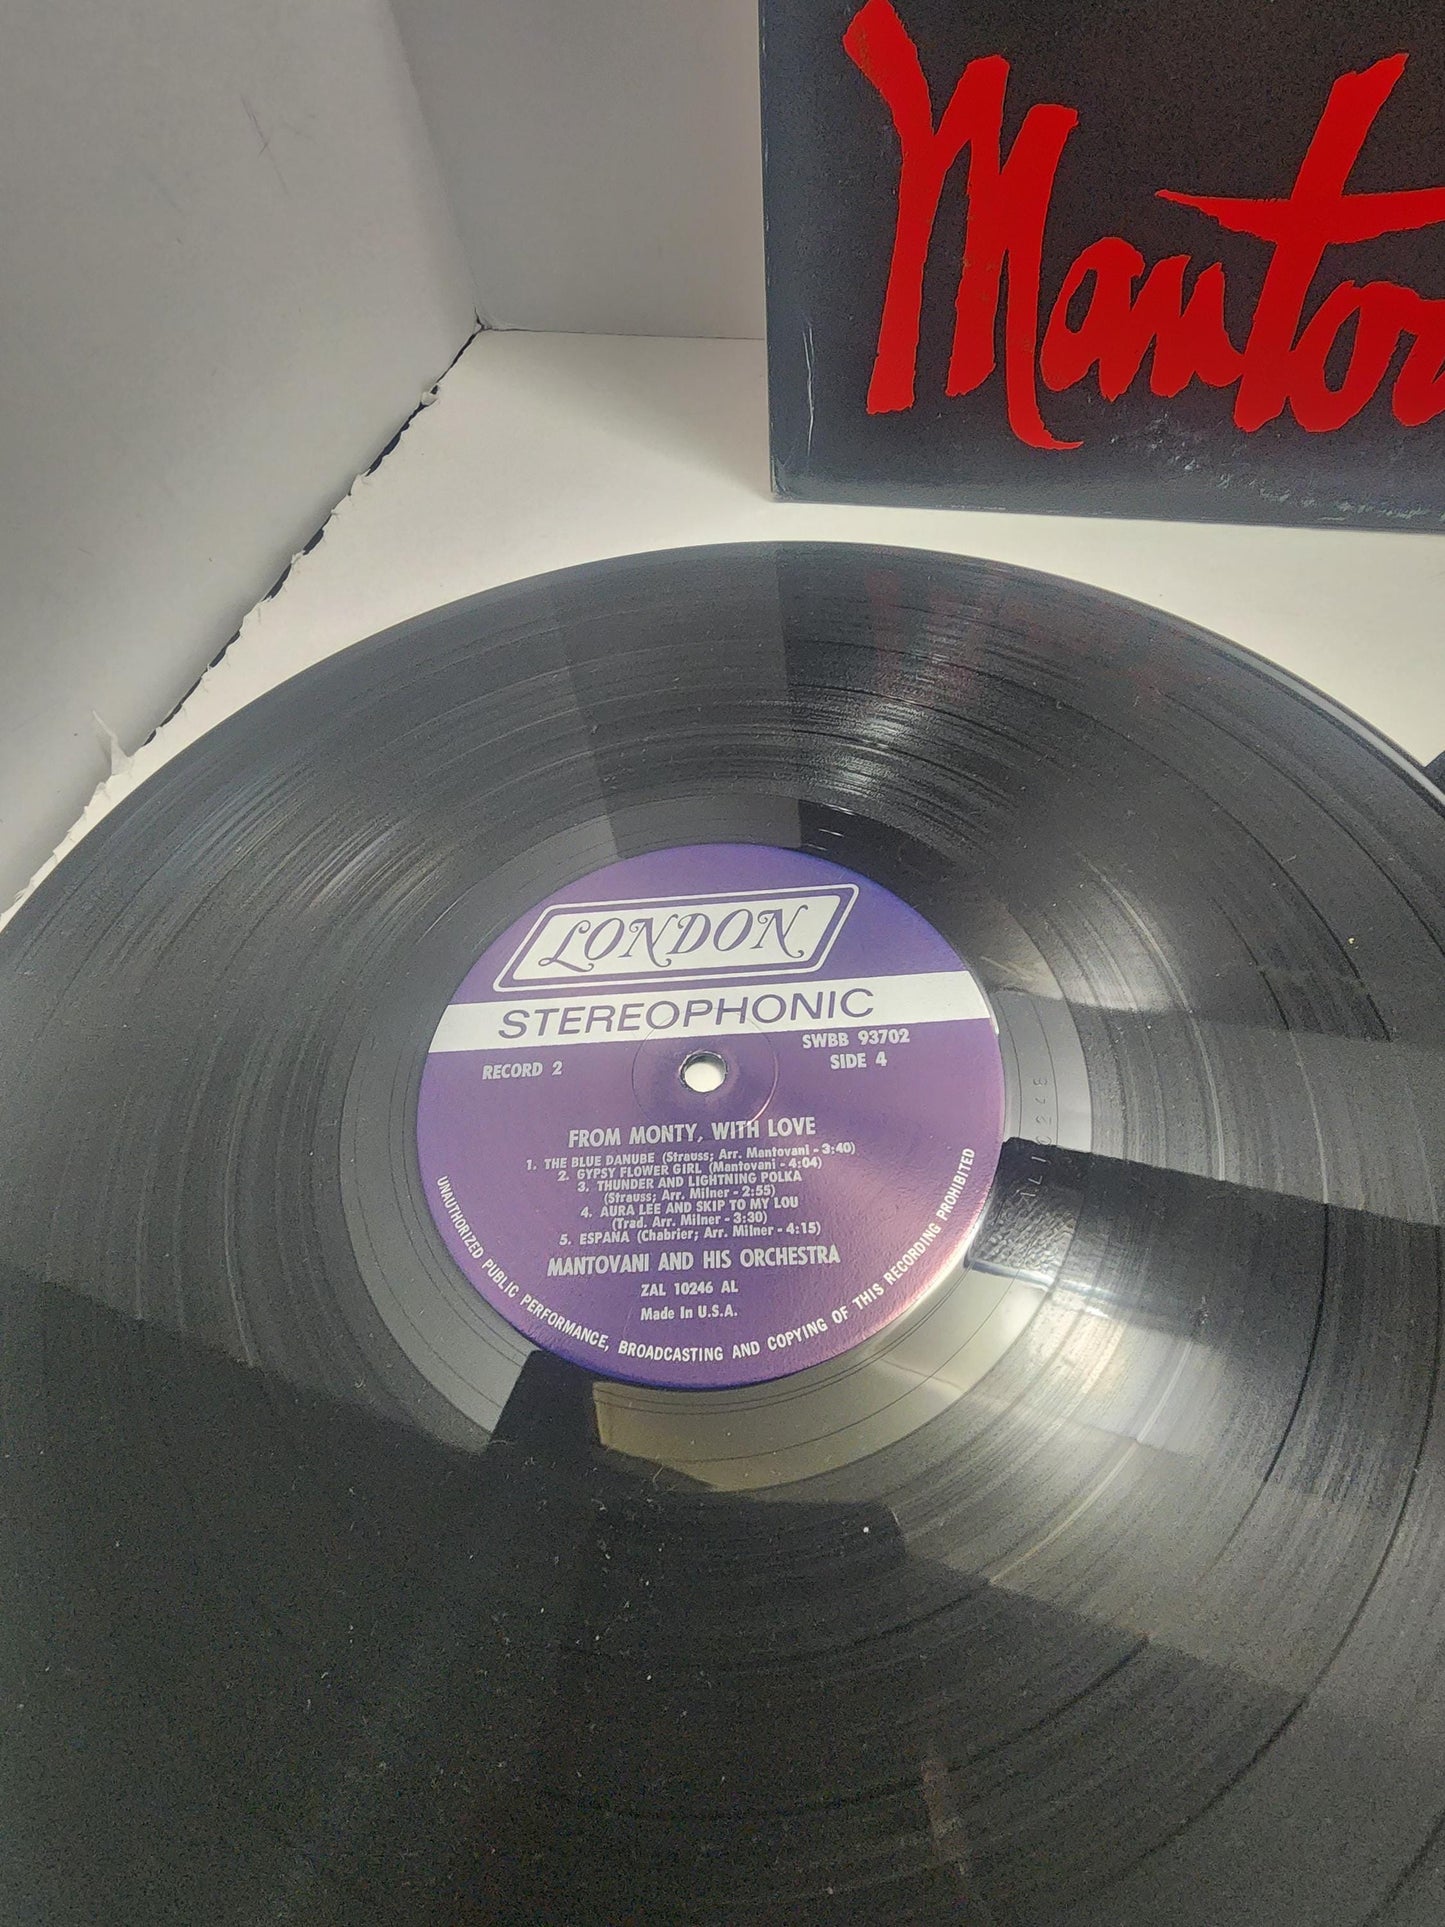 Manto
LONDON
STEREOPHONIC
SWBB 93702
RECORD 2
SIDE 4
FROM MONTY, WITH LOVE
1. THE BLUE DANUBE (Strauss; Arr. Mantovani - 3:40)
2. GYPSY FLOWER GIRL (Mantovani - 4:04)
3. THUNDER AND LIGHTNING POLKA
(Strauss; Arr. Milner - 2:55)
4. AURA LEE AND SKIP TO MY LOU
(Trad. Arr. Milner - 3:30)
5. ESPAÑA (Chabrier; Arr. Milner - 4:15)
MANTOVANI AND HIS ORCHESTRA
ZAL 10246 AL
Made In U.S.A.
UNAUTHORIZED PUBLIC PERFORMANCE, BROADCASTING AND COPYING OF THIS RECORDING PROHIBITED